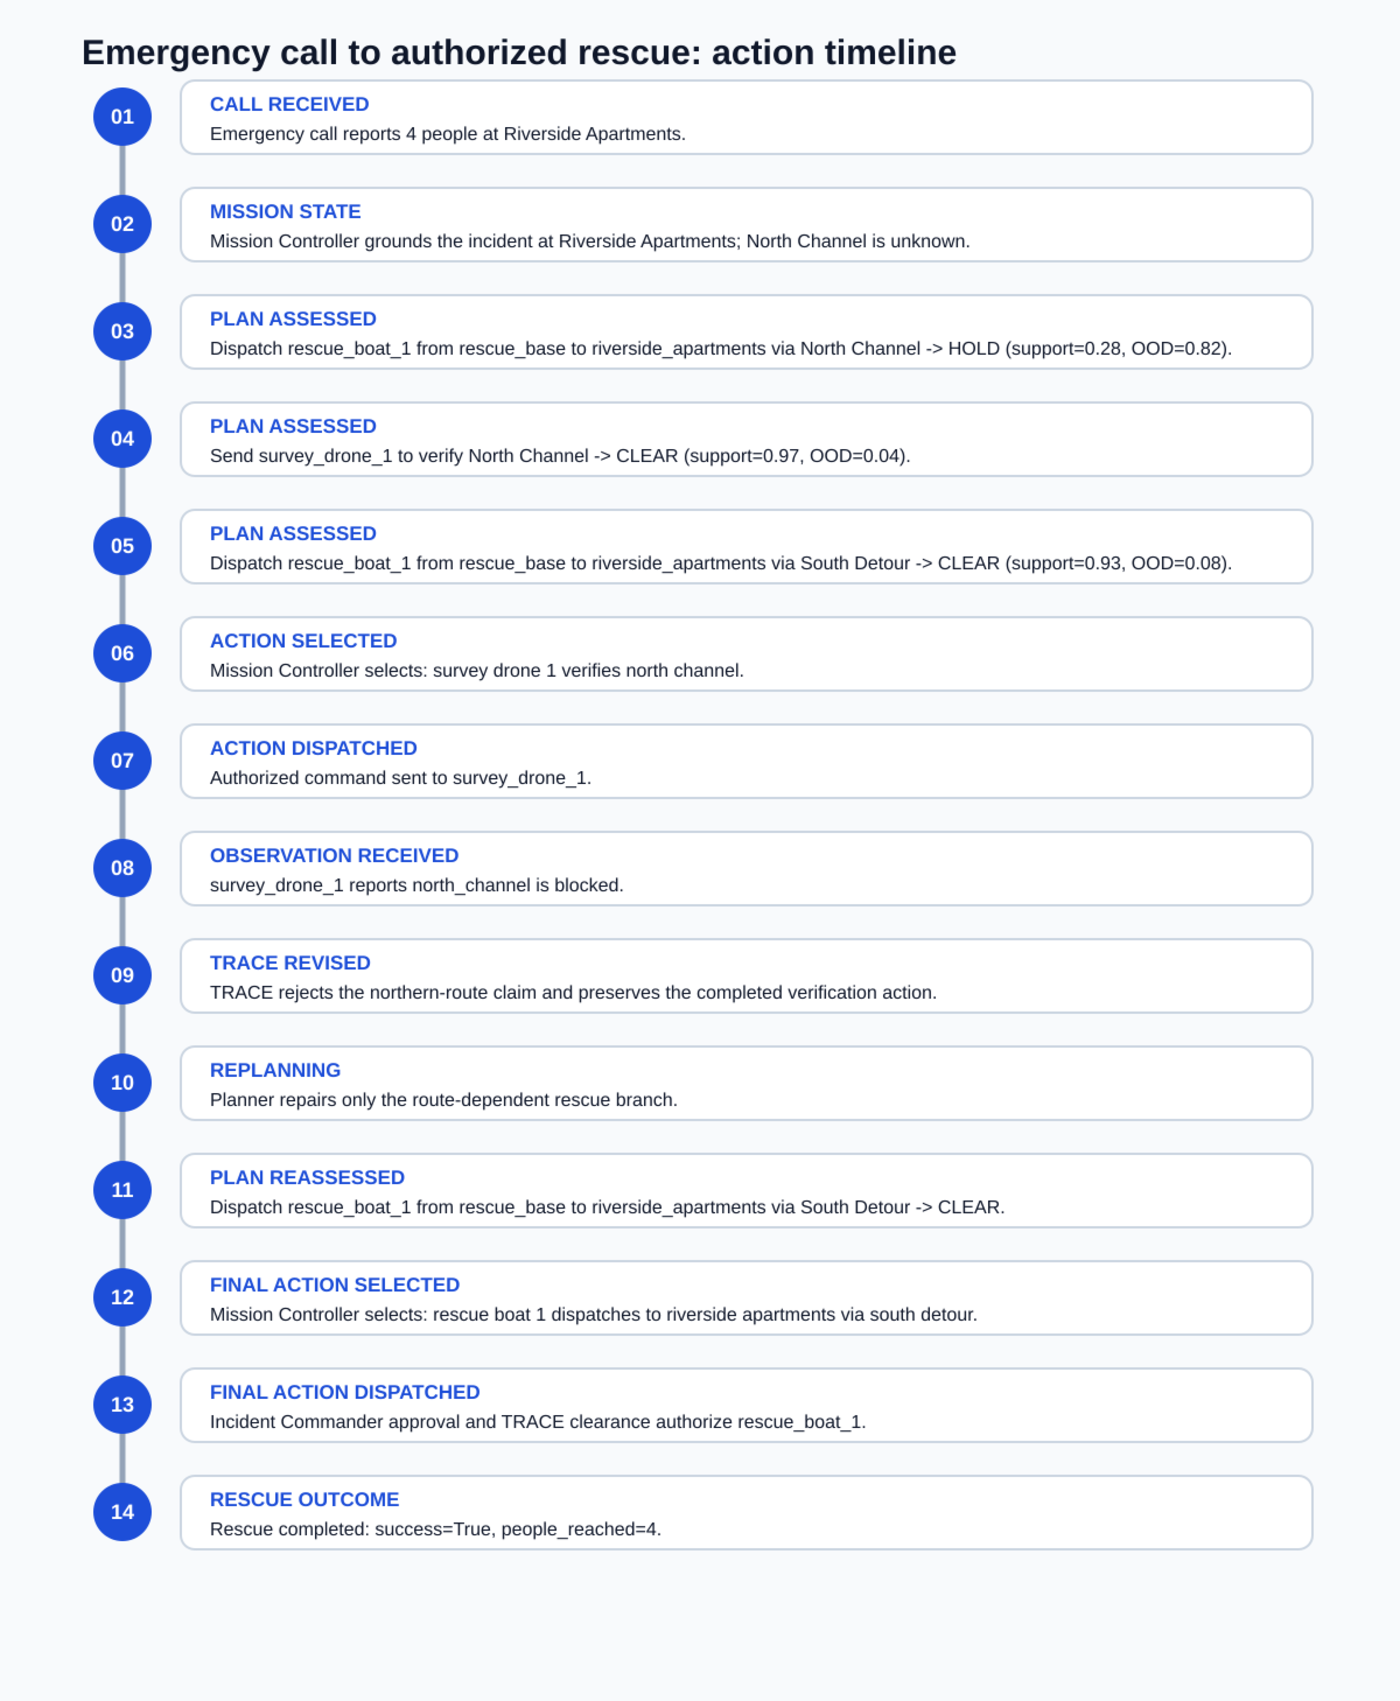 Emergency call to authorized rescue: action timeline
01
CALL RECEIVED
Emergency call reports 4 people at Riverside Apartments.
02
MISSION STATE
Mission Controller grounds the incident at Riverside Apartments; North Channel is unknown.
03
PLAN ASSESSED
Dispatch rescue_boat_1 from rescue_base to riverside_apartments via North Channel -> HOLD (support=0.28, OOD=0.82).
04
PLAN ASSESSED
Send survey_drone_1 to verify North Channel -> CLEAR (support=0.97, OOD=0.04).
05
PLAN ASSESSED
Dispatch rescue_boat_1 from rescue_base to riverside_apartments via South Detour -> CLEAR (support=0.93, OOD=0.08).
06
ACTION SELECTED
Mission Controller selects: survey drone 1 verifies north channel.
07
ACTION DISPATCHED
Authorized command sent to survey_drone_1.
08
OBSERVATION RECEIVED
survey_drone_1 reports north_channel is blocked.
09
TRACE REVISED
TRACE rejects the northern-route claim and preserves the completed verification action.
10
REPLANNING
Planner repairs only the route-dependent rescue branch.
11
PLAN REASSESSED
Dispatch rescue_boat_1 from rescue_base to riverside_apartments via South Detour -> CLEAR.
12
FINAL ACTION SELECTED
Mission Controller selects: rescue boat 1 dispatches to riverside apartments via south detour.
13
FINAL ACTION DISPATCHED
Incident Commander approval and TRACE clearance authorize rescue_boat_1.
14
RESCUE OUTCOME
Rescue completed: success=True, people_reached=4.